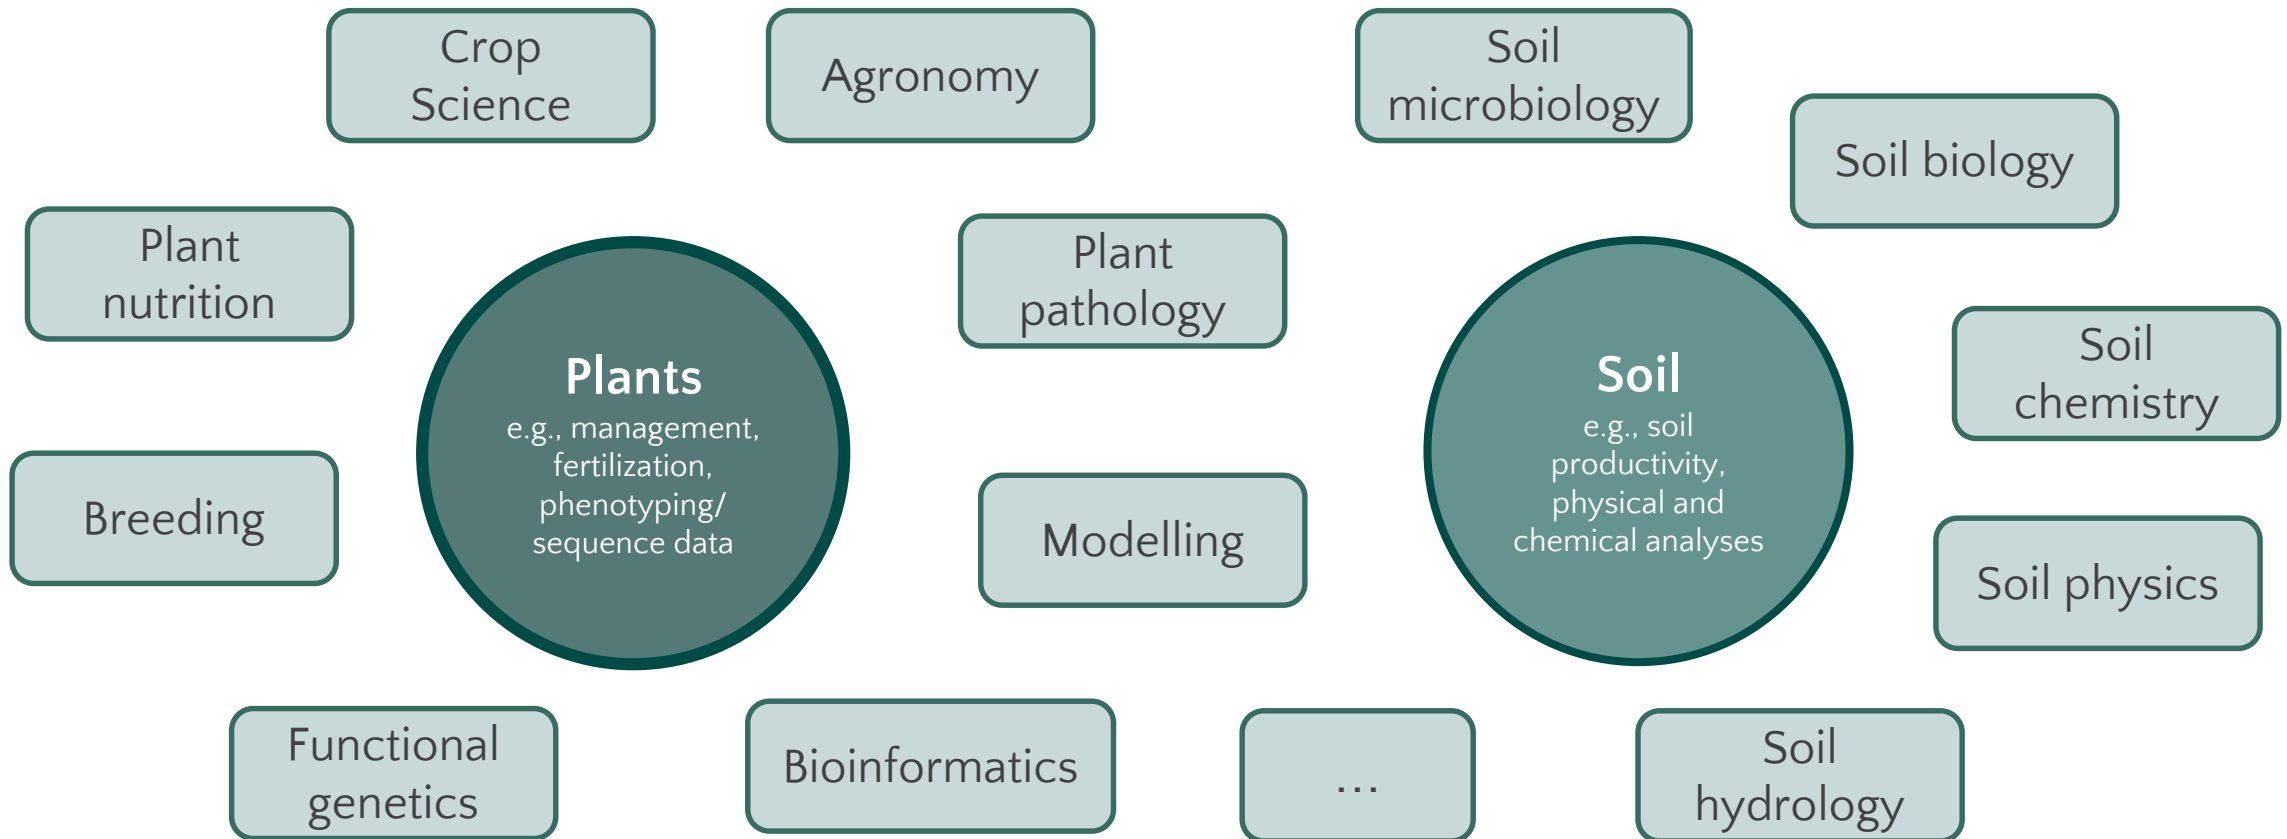 Crop
Science
Agronomy
Soil
microbiology
Soil biology
Plant
nutrition
Plant
pathology
Plants
e.g., management,
fertilization,
phenotyping/
sequence data
Soil
e.g., soil
productivity,
physical and
chemical analyses
Soil
chemistry
Breeding
Modelling
Soil physics
Functional
genetics
Bioinformatics
...
Soil
hydrology